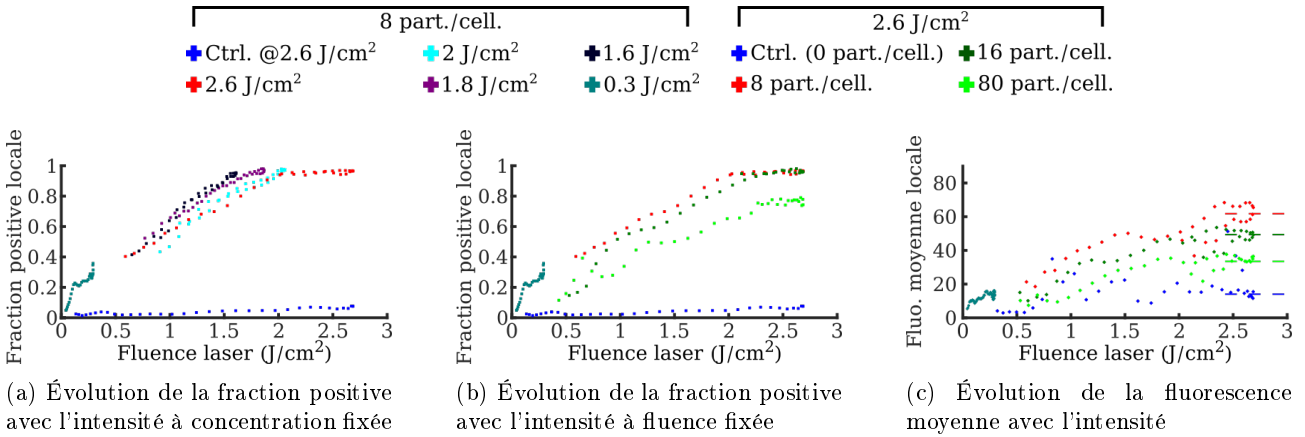 8 part./cell.
2.6 J/cm²
Ctrl. @2.6 J/cm²
2 J/cm²
1.6 J/cm²
2.6 J/cm²
1.8 J/cm²
0.3 J/cm²
Ctrl. (0 part./cell.)
16 part./cell.
8 part./cell.
80 part./cell.
Fraction positive locale
1
0.8
0.6
0.4
0.2
0
0 0.5 1 1.5 2 2.5 3
Fluence laser (J/cm²)
(a) Évolution de la fraction positive
avec l'intensité à concentration fixée
Fraction positive locale
1
0.8
0.6
0.4
0.2
0
0 0.5 1 1.5 2 2.5 3
Fluence laser (J/cm²)
(b) Évolution de la fraction positive
avec l'intensité à fluence fixée
Fluo. moyenne locale
80
60
40
20
0
0 0.5 1 1.5 2 2.5 3
Fluence laser (J/cm²)
(c) Évolution de la fluorescence
moyenne avec l'intensité